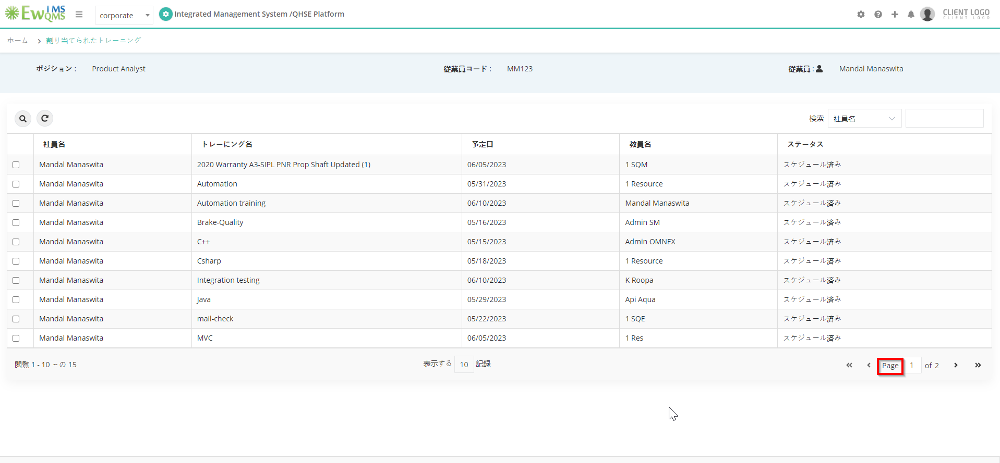 EwIMS QMS corporate Integrated Management System /QHSE Platform CLIENT LOGO
CLIENT LOGO
ホーム > 割り当てられたトレーニング
ポジション : Product Analyst 従業員コード : MM123 従業員 : Mandal Manaswita
検索 社員名
社員名 トレーにング名 予定日 教員名 ステータス
Mandal Manaswita 2020 Warranty A3-SIPL PNR Prop Shaft Updated (1) 06/05/2023 1 SQM スケジュール済み
Mandal Manaswita Automation 05/31/2023 1 Resource スケジュール済み
Mandal Manaswita Automation training 06/10/2023 Mandal Manaswita スケジュール済み
Mandal Manaswita Brake-Quality 05/16/2023 Admin SM スケジュール済み
Mandal Manaswita C++ 05/15/2023 Admin OMNEX スケジュール済み
Mandal Manaswita Csharp 05/18/2023 1 Resource スケジュール済み
Mandal Manaswita Integration testing 06/10/2023 K Roopa スケジュール済み
Mandal Manaswita Java 05/29/2023 Api Aqua スケジュール済み
Mandal Manaswita mail-check 05/22/2023 1 SQE スケジュール済み
Mandal Manaswita MVC 06/05/2023 1 Res スケジュール済み
閲覧 1 - 10 ~の 15 表示する 10 記録 « ‹ Page 1 of 2 › »